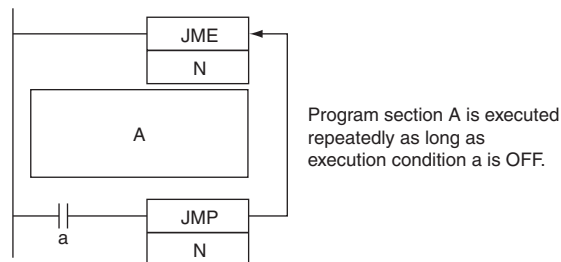 JME
N
A
Program section A is executed
repeatedly as long as
execution condition a is OFF.
a
JMP
N